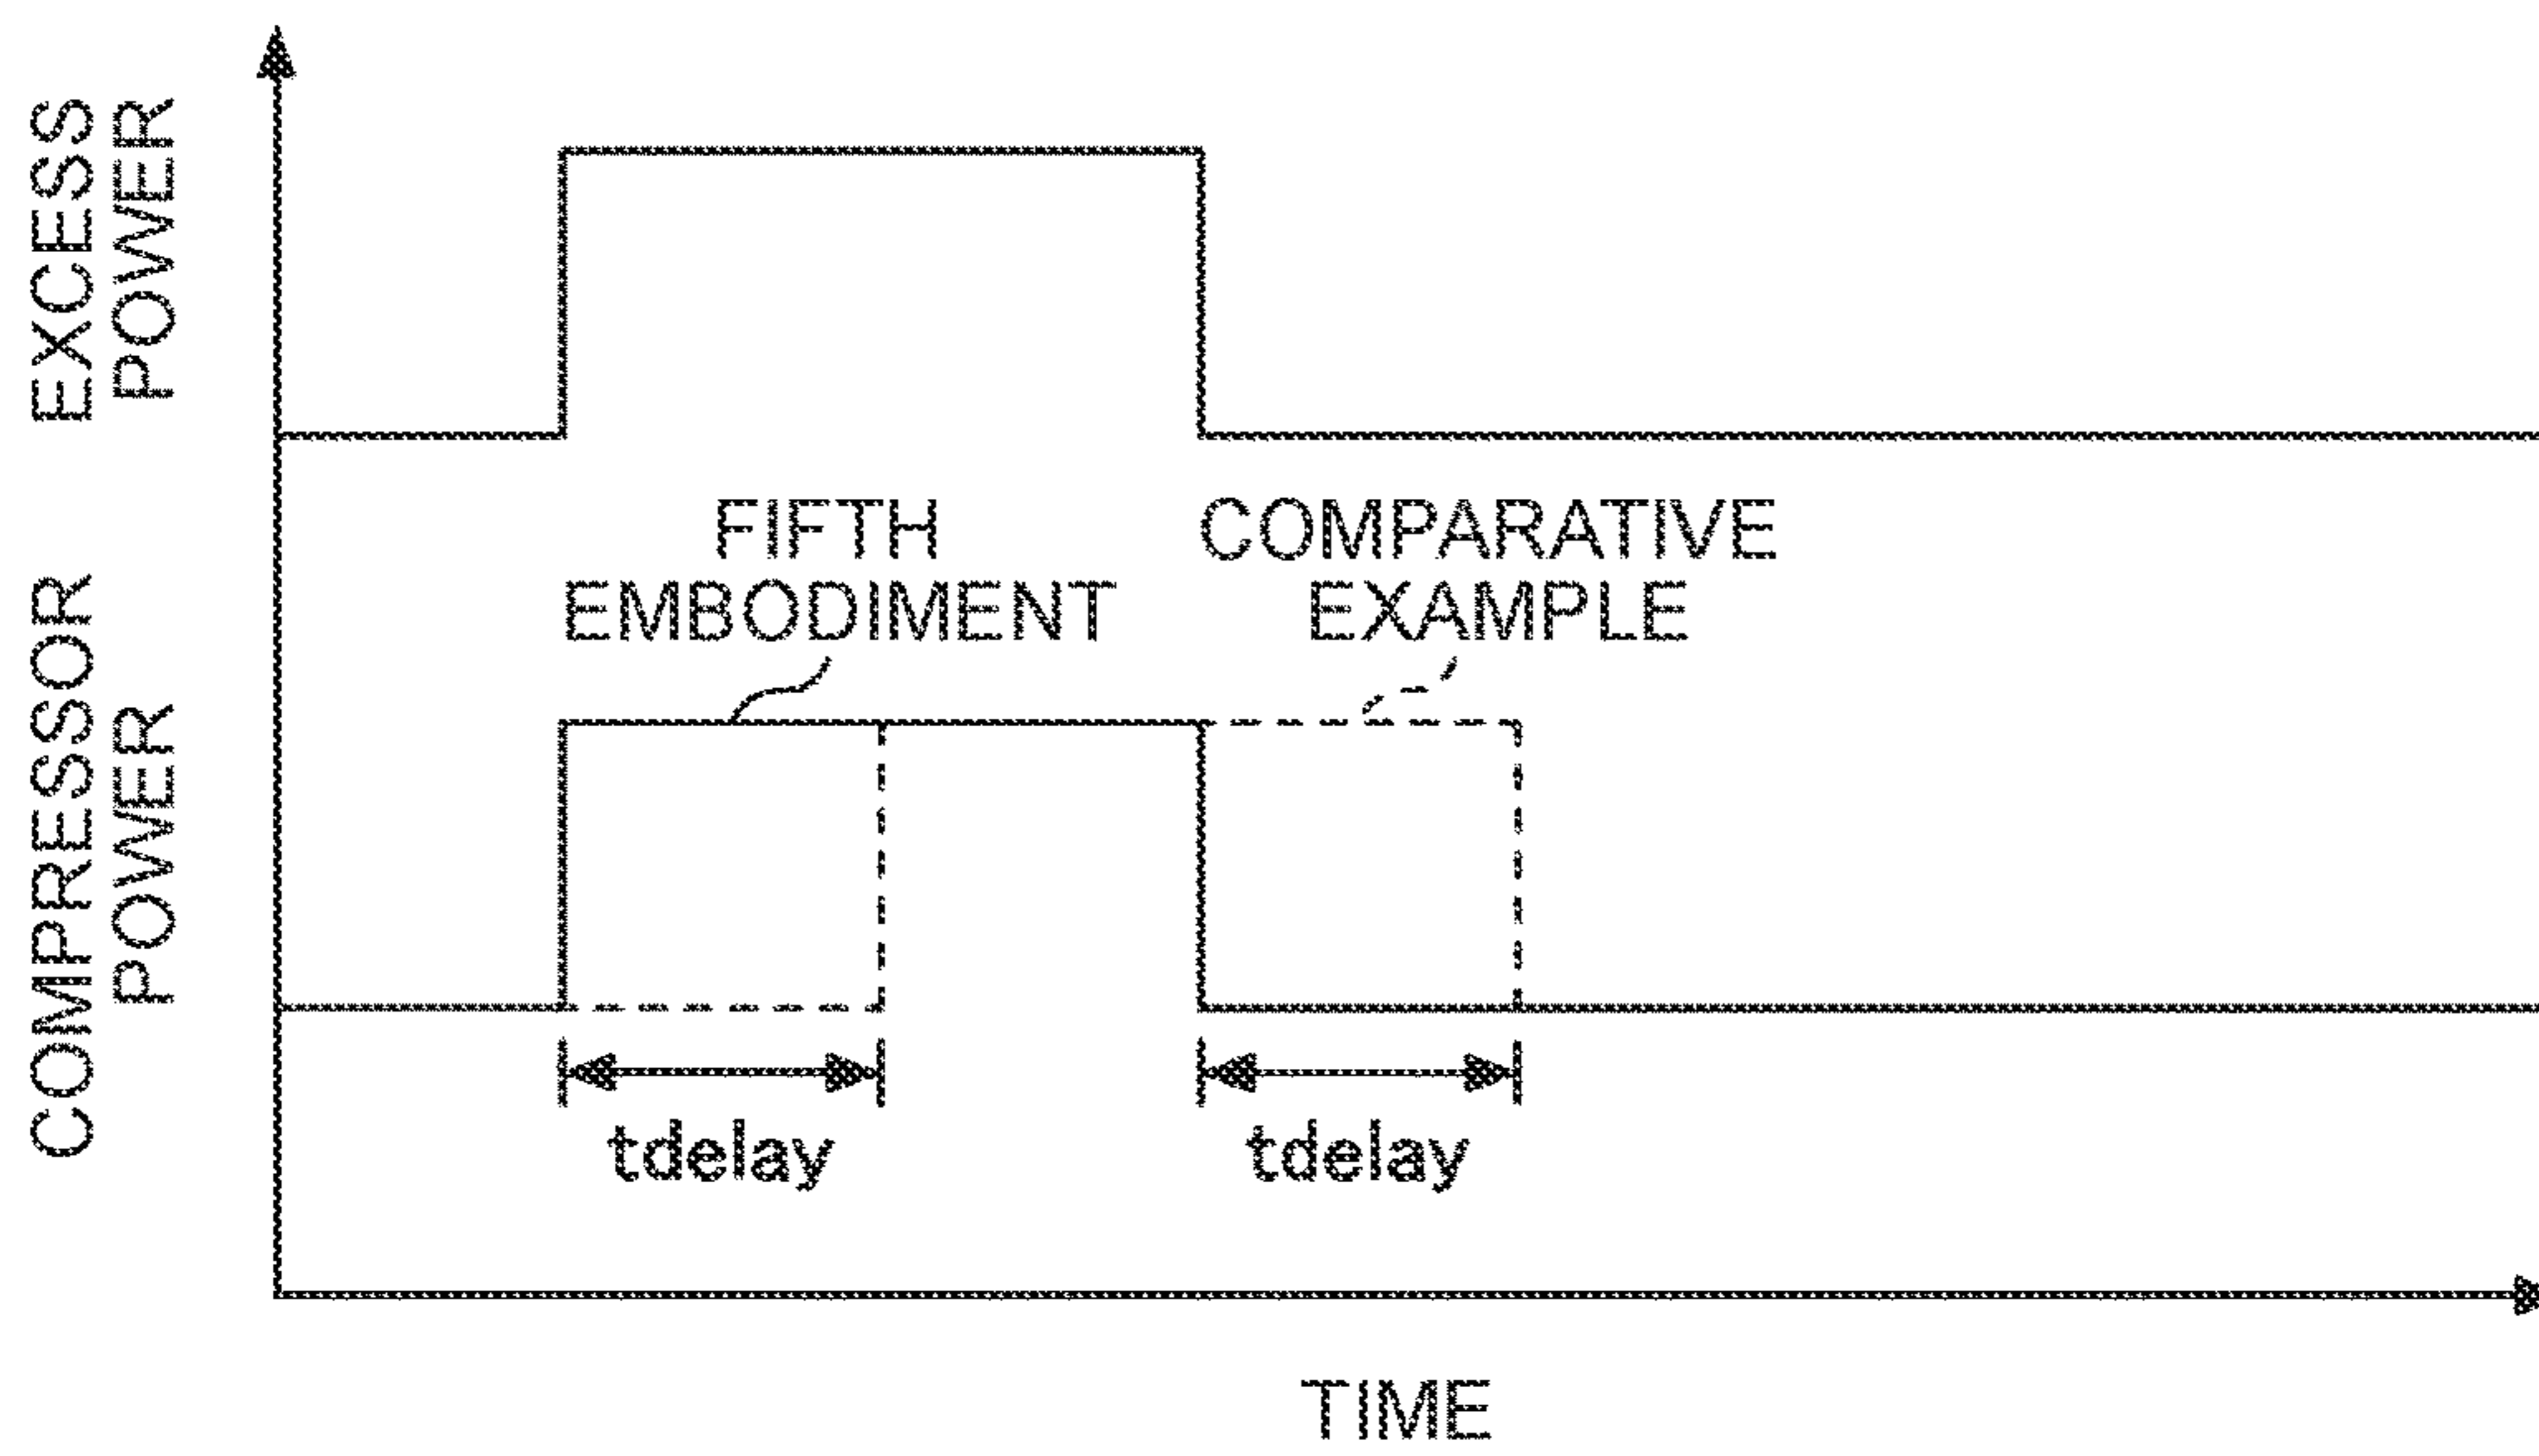 EXCESS
POWER
FIFTH
EMBODIMENT
COMPARATIVE
EXAMPLE
COMPRESSOR
POWER
tdelay
tdelay
TIME